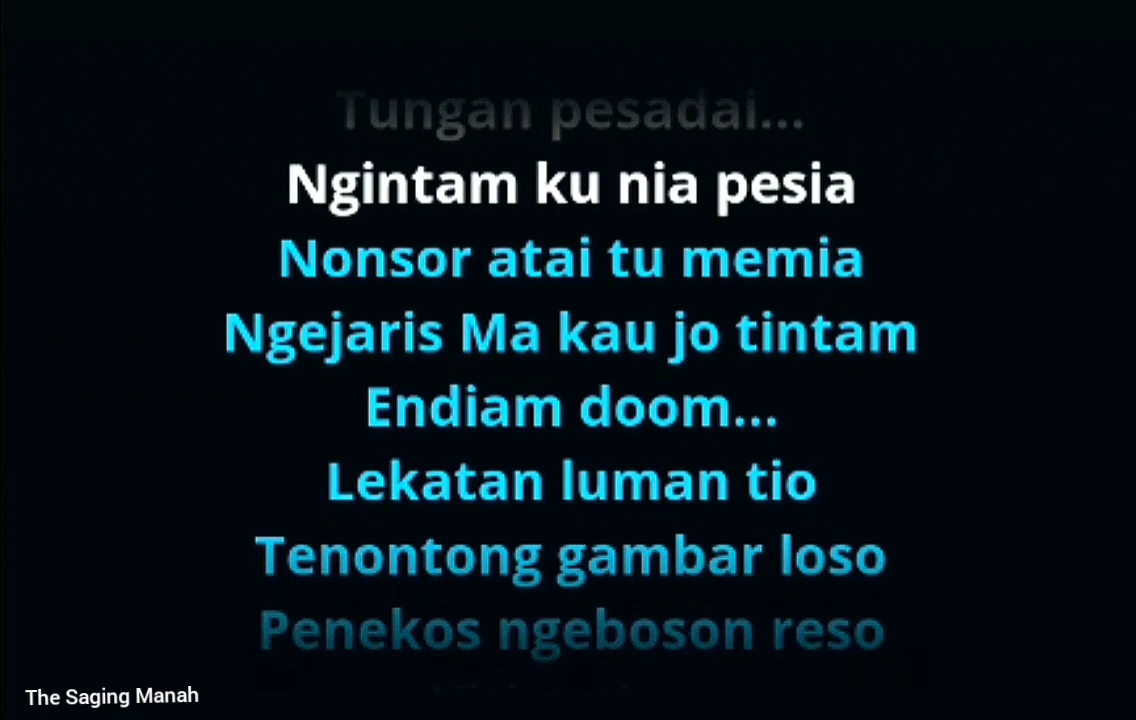 Tungan pesadai...
Ngintam ku nia pesia
Nonsor atai tu memia
Ngejaris Ma kau jo tintam
Endiam doom...
Lekatan luman tio
Tenontong gambar loso
Penekos ngeboson reso
The Saging Manah